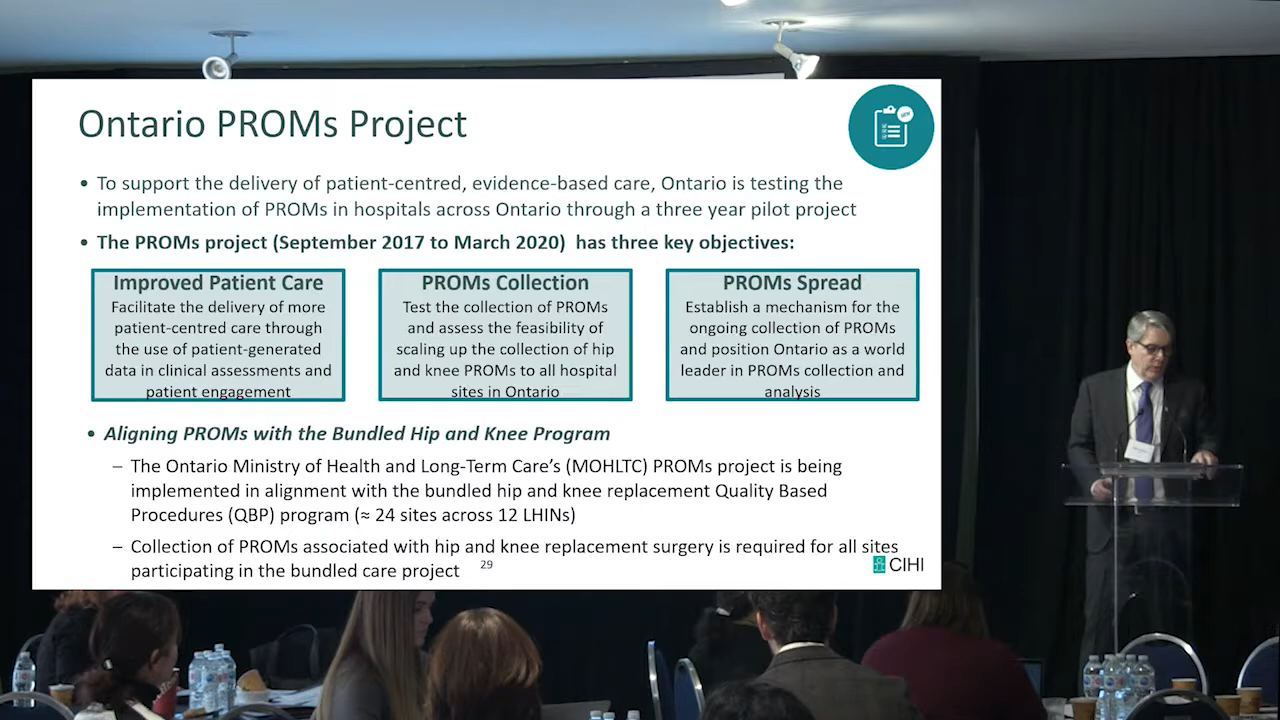 Ontario PROMs Project
NEW
• To support the delivery of patient-centred, evidence-based care, Ontario is testing the
implementation of PROMs in hospitals across Ontario through a three year pilot project
• The PROMs project (September 2017 to March 2020) has three key objectives:
Improved Patient Care
Facilitate the delivery of more
patient-centred care through
the use of patient-generated
data in clinical assessments and
patient engagement
PROMs Collection
Test the collection of PROMs
and assess the feasibility of
scaling up the collection of hip
and knee PROMs to all hospital
sites in Ontario
PROMs Spread
Establish a mechanism for the
ongoing collection of PROMs
and position Ontario as a world
leader in PROMs collection and
analysis
• Aligning PROMs with the Bundled Hip and Knee Program
– The Ontario Ministry of Health and Long-Term Care’s (MOHLTC) PROMs project is being
implemented in alignment with the bundled hip and knee replacement Quality Based
Procedures (QBP) program (≈ 24 sites across 12 LHINs)
– Collection of PROMs associated with hip and knee replacement surgery is required for all sites
participating in the bundled care project
29
CIHI